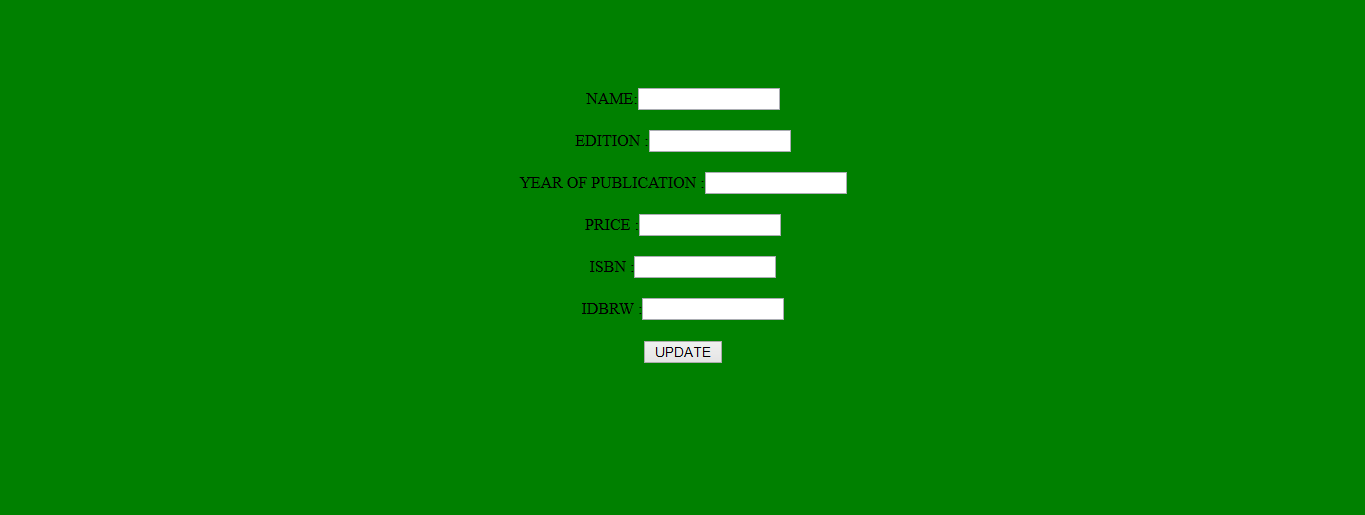 NAME:
EDITION :
YEAR OF PUBLICATION :
PRICE :
ISBN :
IDBRW :
UPDATE